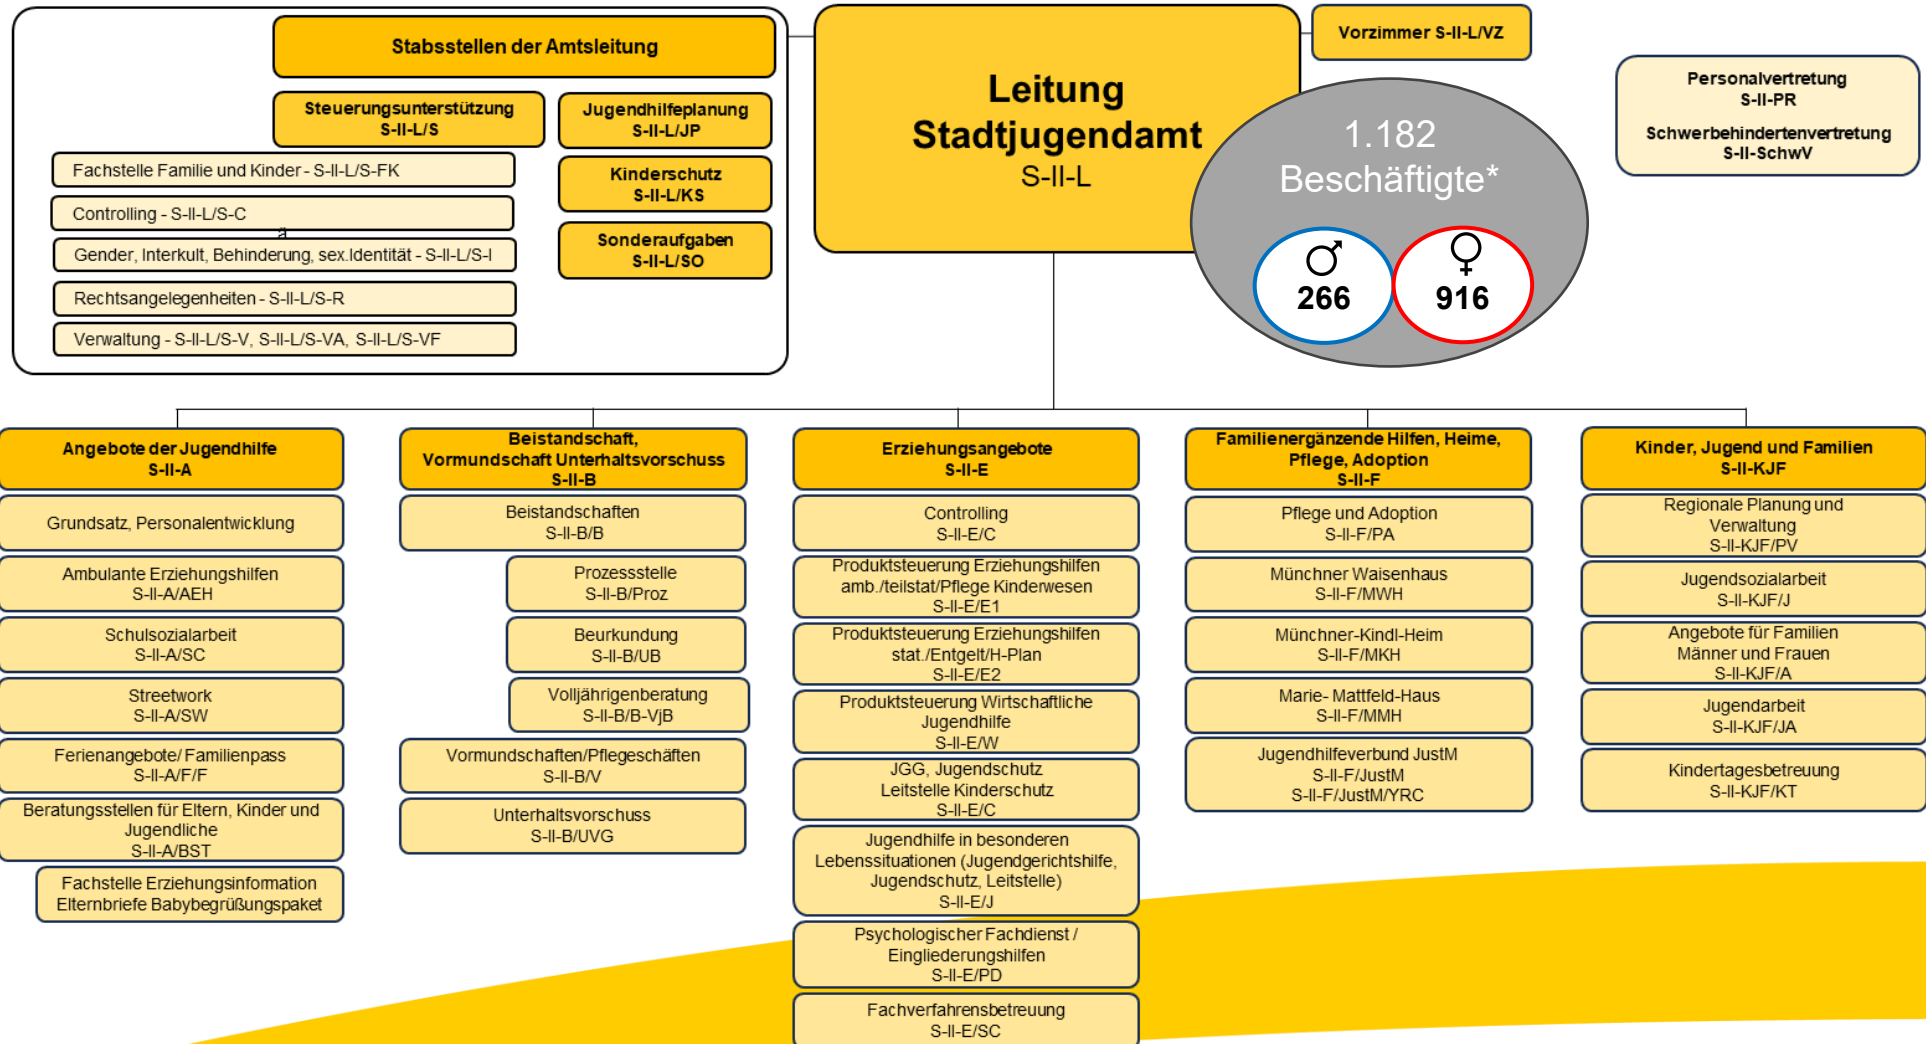 Stabsstellen der Amtsleitung
Steuerungsunterstützung
S-II-L/S
Jugendhilfeplanung
S-II-L/JP
Kinderschutz
S-II-L/KS
Sonderaufgaben
S-II-L/SO
Fachstelle Familie und Kinder - S-II-L/S-FK
Controlling - S-II-L/S-C
a
Gender, Interkult, Behinderung, sex.Identität - S-II-L/S-I
Rechtsangelegenheiten - S-II-L/S-R
Verwaltung - S-II-L/S-V, S-II-L/S-VA, S-II-L/S-VF
Leitung
Stadtjugendamt
S-II-L
Vorzimmer S-II-L/VZ
1.182
Beschäftigte*
♂
266
♀
916
Personalvertretung
S-II-PR
Schwerbehindertenvertretung
S-II-SchwV
Angebote der Jugendhilfe
S-II-A
Grundsatz, Personalentwicklung
Ambulante Erziehungshilfen
S-II-A/AEH
Schulsozialarbeit
S-II-A/SC
Streetwork
S-II-A/SW
Ferienangebote/ Familienpass
S-II-A/F/F
Beratungsstellen für Eltern, Kinder und
Jugendliche
S-II-A/BST
Fachstelle Erziehungsinformation
Elternbriefe Babybegrüßungspaket
Beistandschaft,
Vormundschaft Unterhaltsvorschuss
S-II-B
Beistandschaften
S-II-B/B
Prozessstelle
S-II-B/Proz
Beurkundung
S-II-B/UB
Volljährigenberatung
S-II-B/B-VjB
Vormundschaften/Pflegeschäften
S-II-B/V
Unterhaltsvorschuss
S-II-B/UVG
Erziehungsangebote
S-II-E
Controlling
S-II-E/C
Produktsteuerung Erziehungshilfen
amb./teilstat/Pflege Kinderwesen
S-II-E/E1
Produktsteuerung Erziehungshilfen
stat./Entgelt/H-Plan
S-II-E/E2
Produktsteuerung Wirtschaftliche
Jugendhilfe
S-II-E/W
JGG, Jugendschutz
Leitstelle Kinderschutz
S-II-E/C
Jugendhilfe in besonderen
Lebenssituationen (Jugendgerichtshilfe,
Jugendschutz, Leitstelle)
S-II-E/J
Psychologischer Fachdienst /
Eingliederungshilfen
S-II-E/PD
Fachverfahrensbetreuung
S-II-E/SC
Familienergänzende Hilfen, Heime,
Pflege, Adoption
S-II-F
Pflege und Adoption
S-II-F/PA
Münchner Waisenhaus
S-II-F/MWH
Münchner-Kindl-Heim
S-II-F/MKH
Marie- Mattfeld-Haus
S-II-F/MMH
Jugendhilfeverbund JustM
S-II-F/JustM
S-II-F/JustM/YRC
Kinder, Jugend und Familien
S-II-KJF
Regionale Planung und
Verwaltung
S-II-KJF/PV
Jugendsozialarbeit
S-II-KJF/J
Angebote für Familien
Männer und Frauen
S-II-KJF/A
Jugendarbeit
S-II-KJF/JA
Kindertagesbetreuung
S-II-KJF/KT